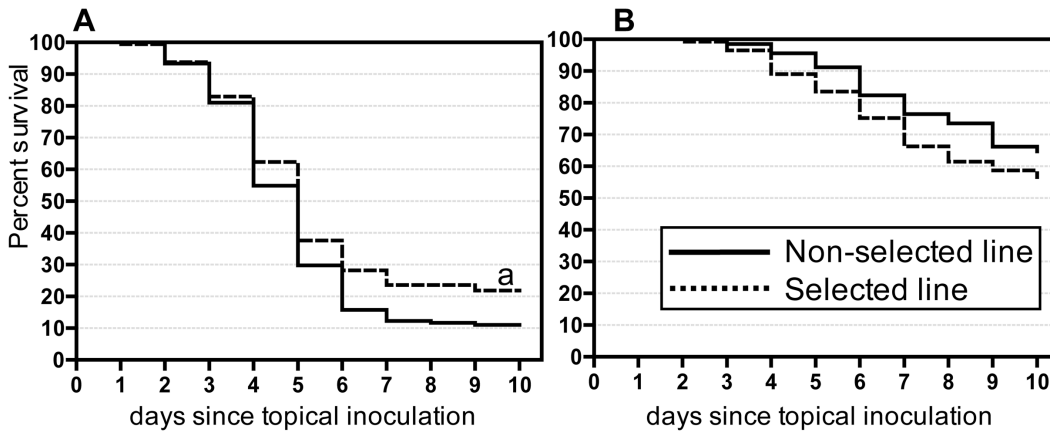 A
B
Percent survival
100
90
80
70
60
50
40
30
20
10
0
a
0 1 2 3 4 5 6 7 8 9 10
days since topical inoculation
100
90
80
70
60
50
40
30
20
10
0
Non-selected line
Selected line
0 1 2 3 4 5 6 7 8 9 10
days since topical inoculation